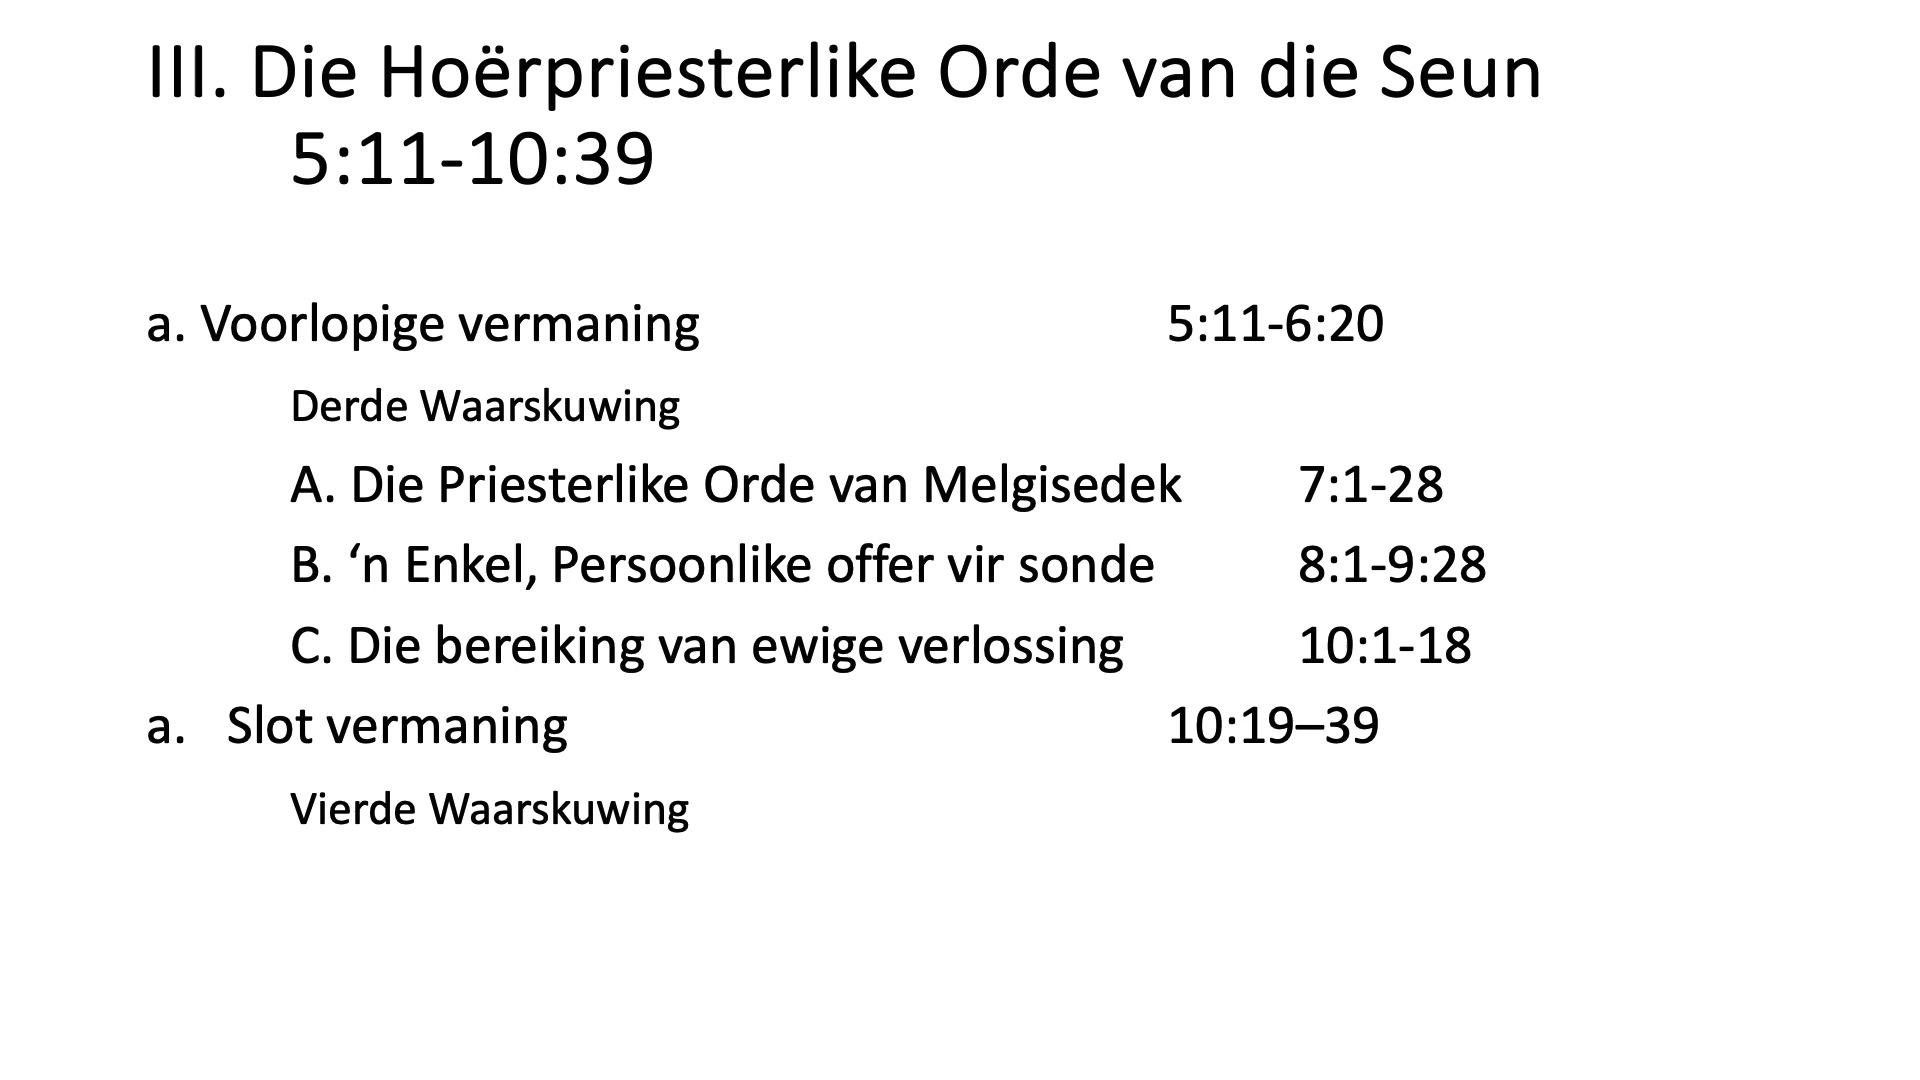 III. Die Hoërpriesterlike Orde van die Seun
5:11-10:39
a. Voorlopige vermaning 5:11-6:20
Derde Waarskuwing
A. Die Priesterlike Orde van Melgisedek 7:1-28
B. ‘n Enkel, Persoonlike offer vir sonde 8:1-9:28
C. Die bereiking van ewige verlossing 10:1-18
a. Slot vermaning 10:19–39
Vierde Waarskuwing